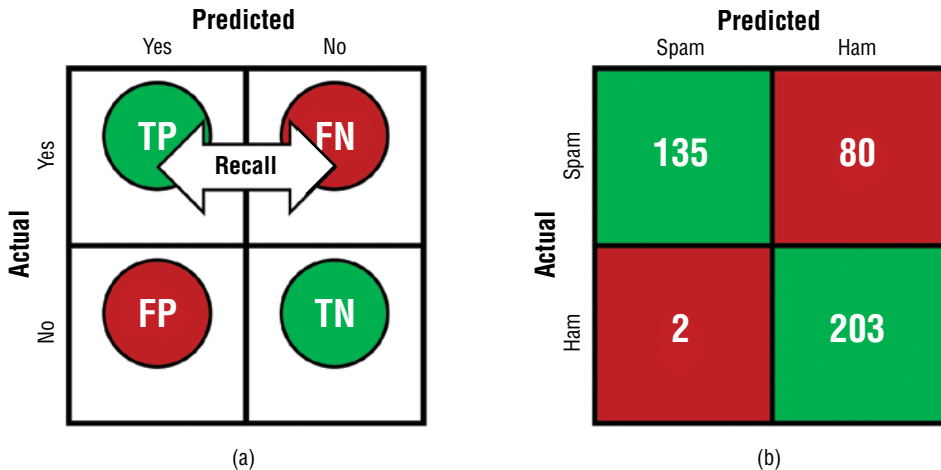 Predicted
Yes No
Actual
Yes
No
TP
FN
Recall
FP
TN
(a)
Predicted
Spam Ham
Actual
Spam
Ham
135 80
2 203
(b)